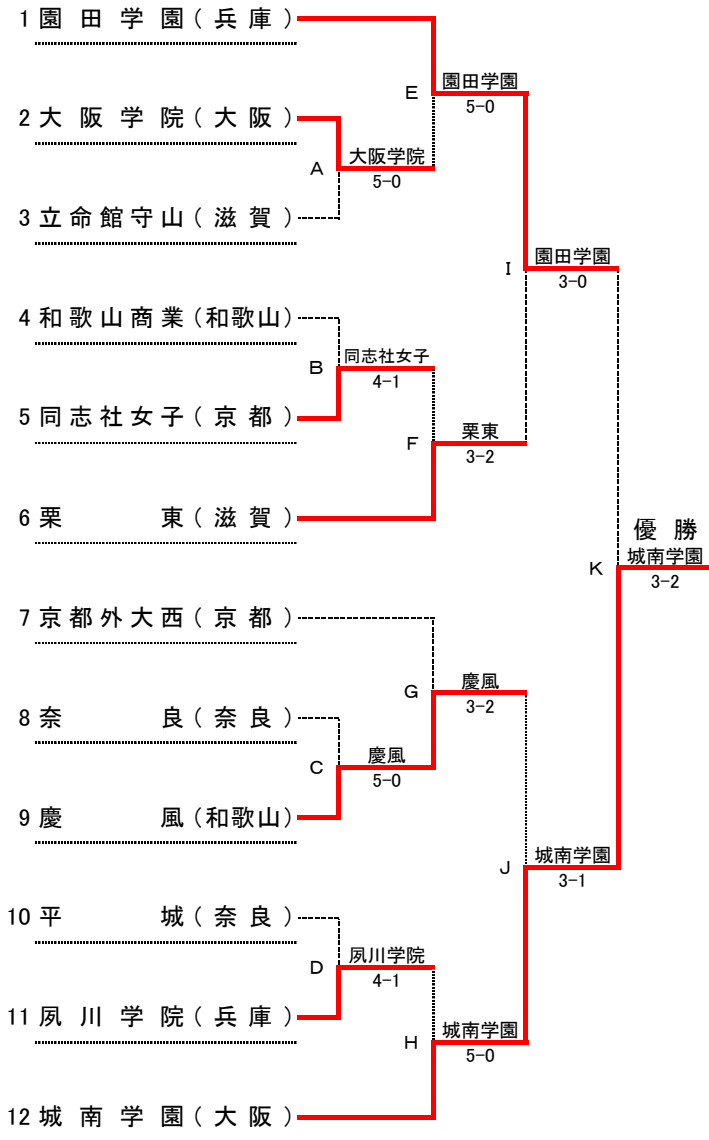 1 園田学園(兵庫)
園田学園
E
5-0
2 大阪学院(大阪)
大阪学院
A
5-0
3 立命館守山(滋賀)
園田学園
I
3-0
4 和歌山商業(和歌山)
同志社女子
B
4-1
5 同志社女子(京都)
栗東
F
3-2
6 栗東(滋賀)
優勝
城南学園
K
3-2
7 京都外大西(京都)
慶風
G
3-2
8 奈良(奈良)
慶風
C
5-0
9 慶風(和歌山)
城南学園
J
3-1
10 平城(奈良)
夙川学院
D
4-1
11 夙川学院(兵庫)
城南学園
H
5-0
12 城南学園(大阪)